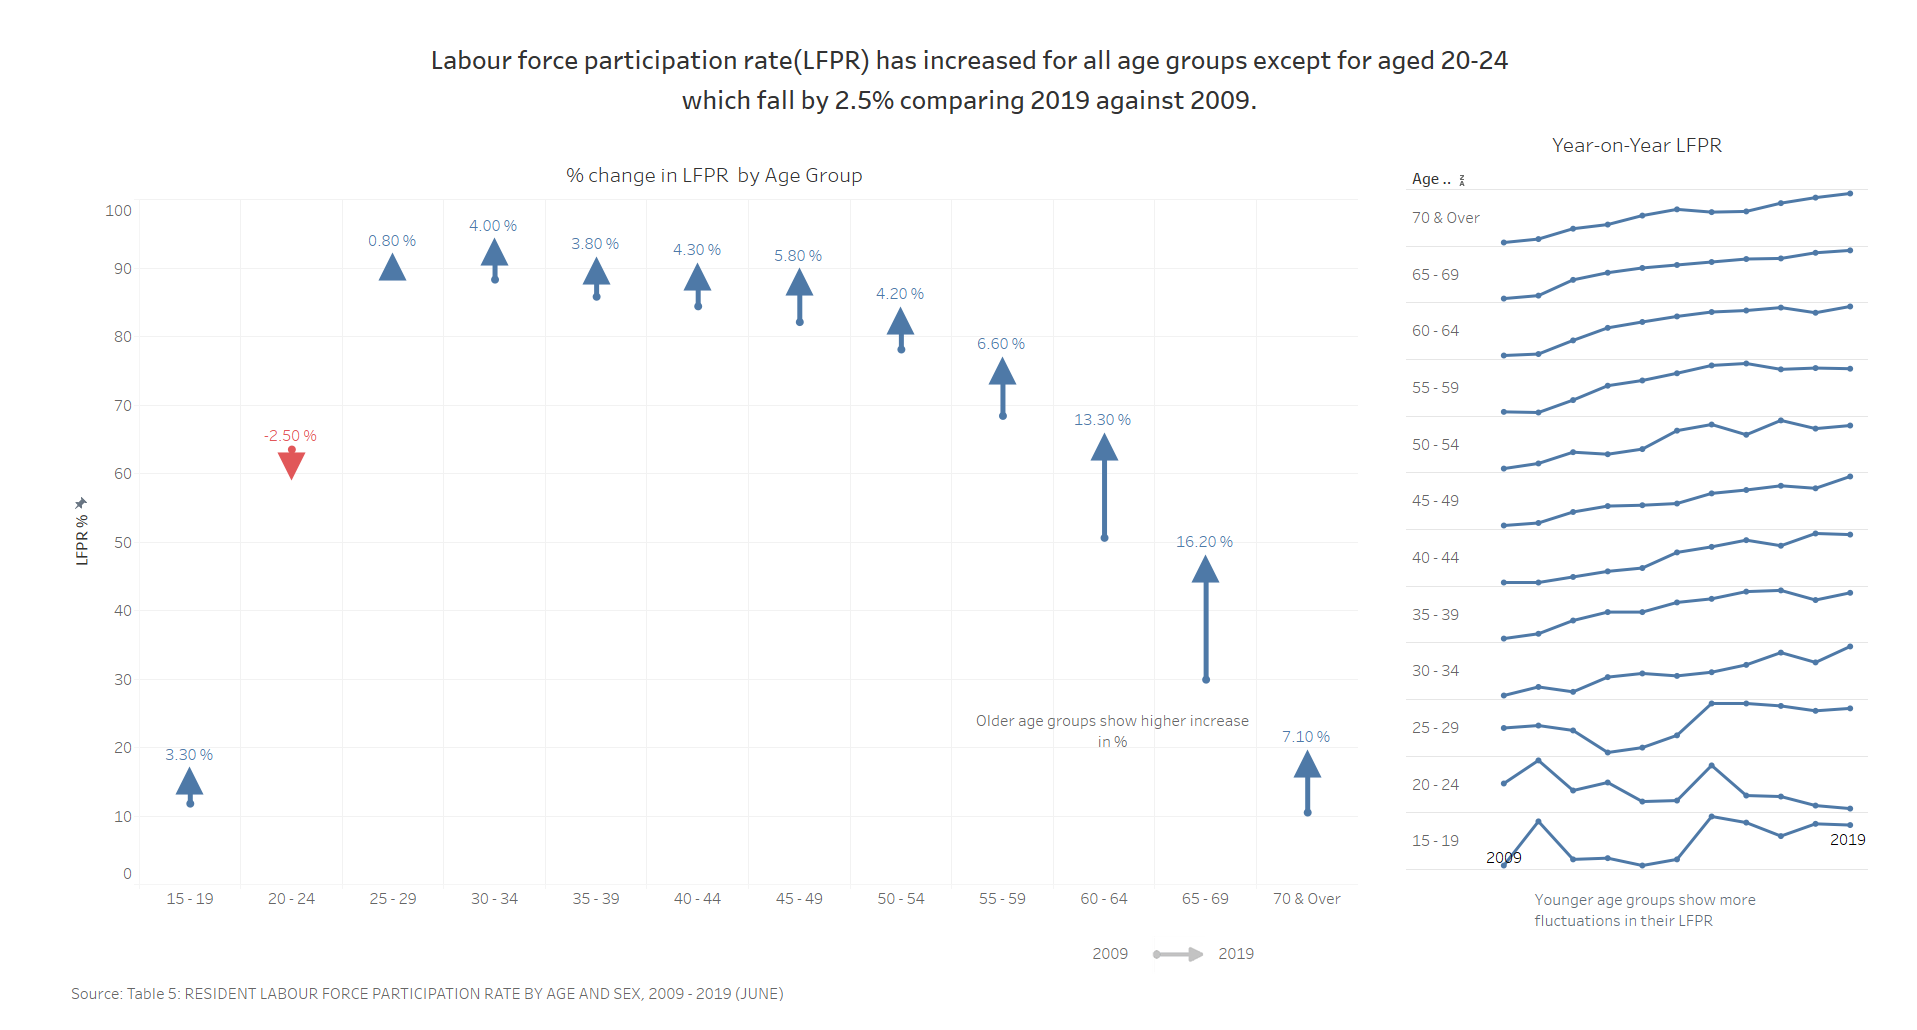 Labour force participation rate(LFPR) has increased for all age groups except for aged 20-24
which fall by 2.5% comparing 2019 against 2009.
% change in LFPR by Age Group
LFPR %
100
90
80
70
60
50
40
30
20
10
0
3.30 %
-2.50 %
0.80 %
4.00 %
3.80 %
4.30 %
5.80 %
4.20 %
6.60 %
13.30 %
16.20 %
7.10 %
Older age groups show higher increase
in %
15 - 19
20 - 24
25 - 29
30 - 34
35 - 39
40 - 44
45 - 49
50 - 54
55 - 59
60 - 64
65 - 69
70 & Over
2009
2019
Year-on-Year LFPR
Age ..
Z
A
70 & Over
65 - 69
60 - 64
55 - 59
50 - 54
45 - 49
40 - 44
35 - 39
30 - 34
25 - 29
20 - 24
15 - 19
2009
2019
Younger age groups show more
fluctuations in their LFPR
Source: Table 5: RESIDENT LABOUR FORCE PARTICIPATION RATE BY AGE AND SEX, 2009 - 2019 (JUNE)